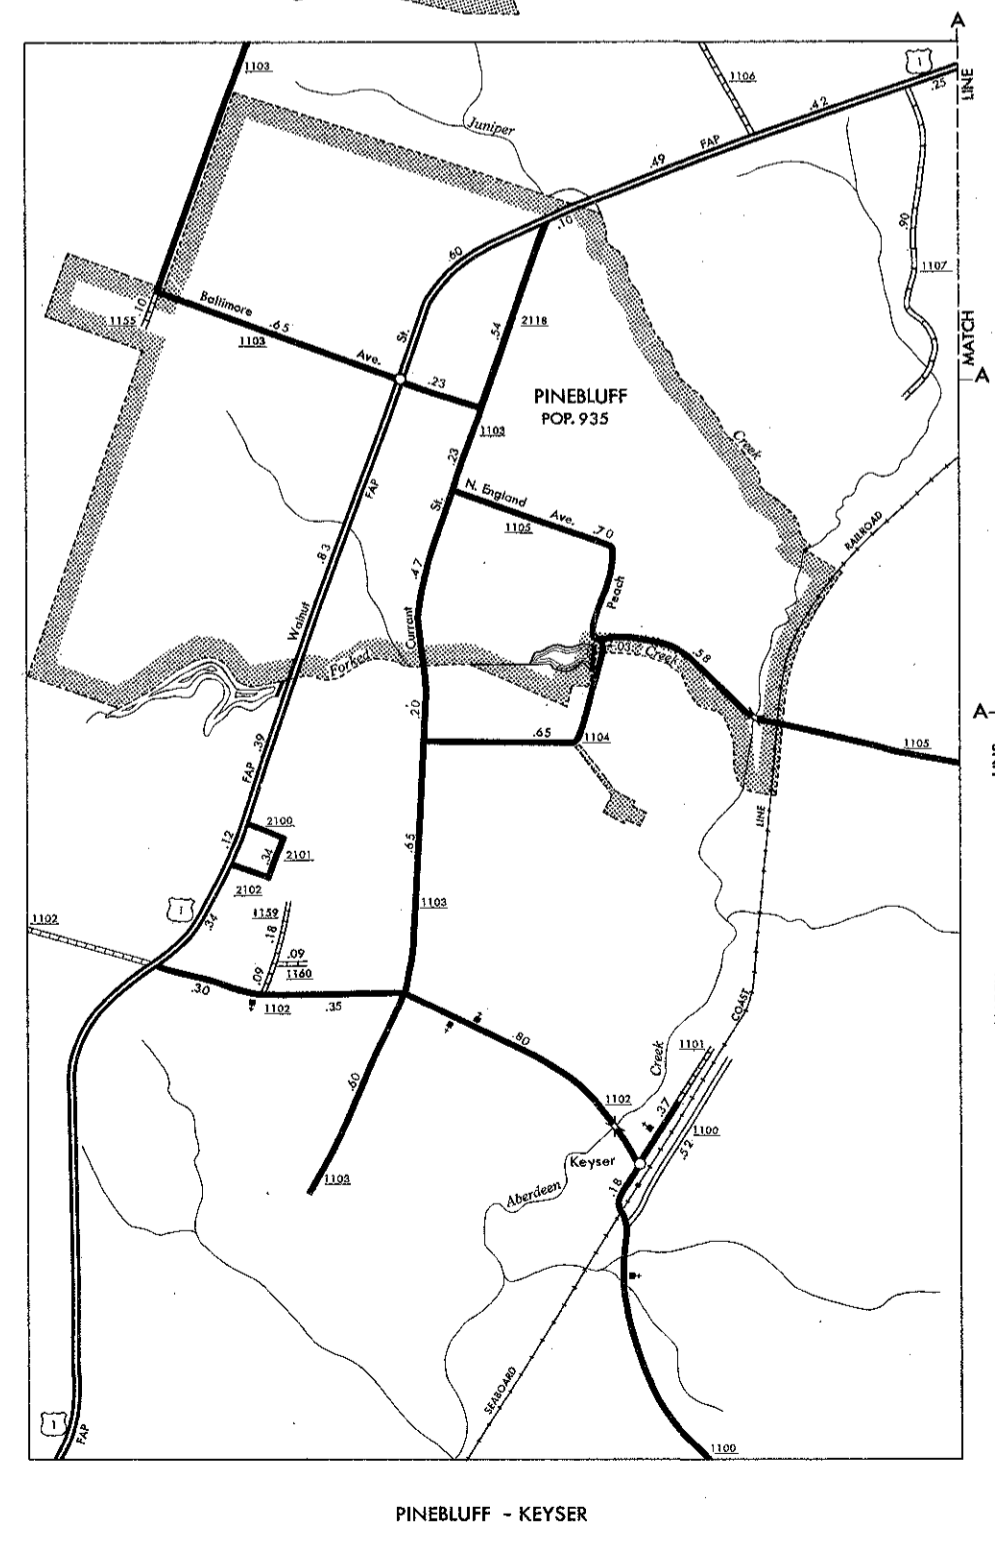 A
1103
1106
1
.25
LINE
.42
FAP
.49
Juniper
.10
.60
.90
1107
MATCH
A
.10
1155
Baltimore
.65
1103
Ave.
St.
.23
.54
2118
PINEBLUFF
POP. 935
1103
.23
Creek
FAP
St.
N. England
Ave.
.70
1105
RAILROAD
.83
.47
Peach
Walnut
Currant
Forked
.03
Creek
.58
.20
A
.39
FAP
.65
1104
1105
.12
2100
.34
2101
2102
.65
LINE
1
.34
1102
1159
.18
1103
.09
.09
1160
.30
1102
.35
COAST
.80
Creek
1101
.60
1102
.37
1100
.52
Keyser
1103
.18
Aberdeen
SEABOARD
1
FAP
1100
PINEBLUFF - KEYSER